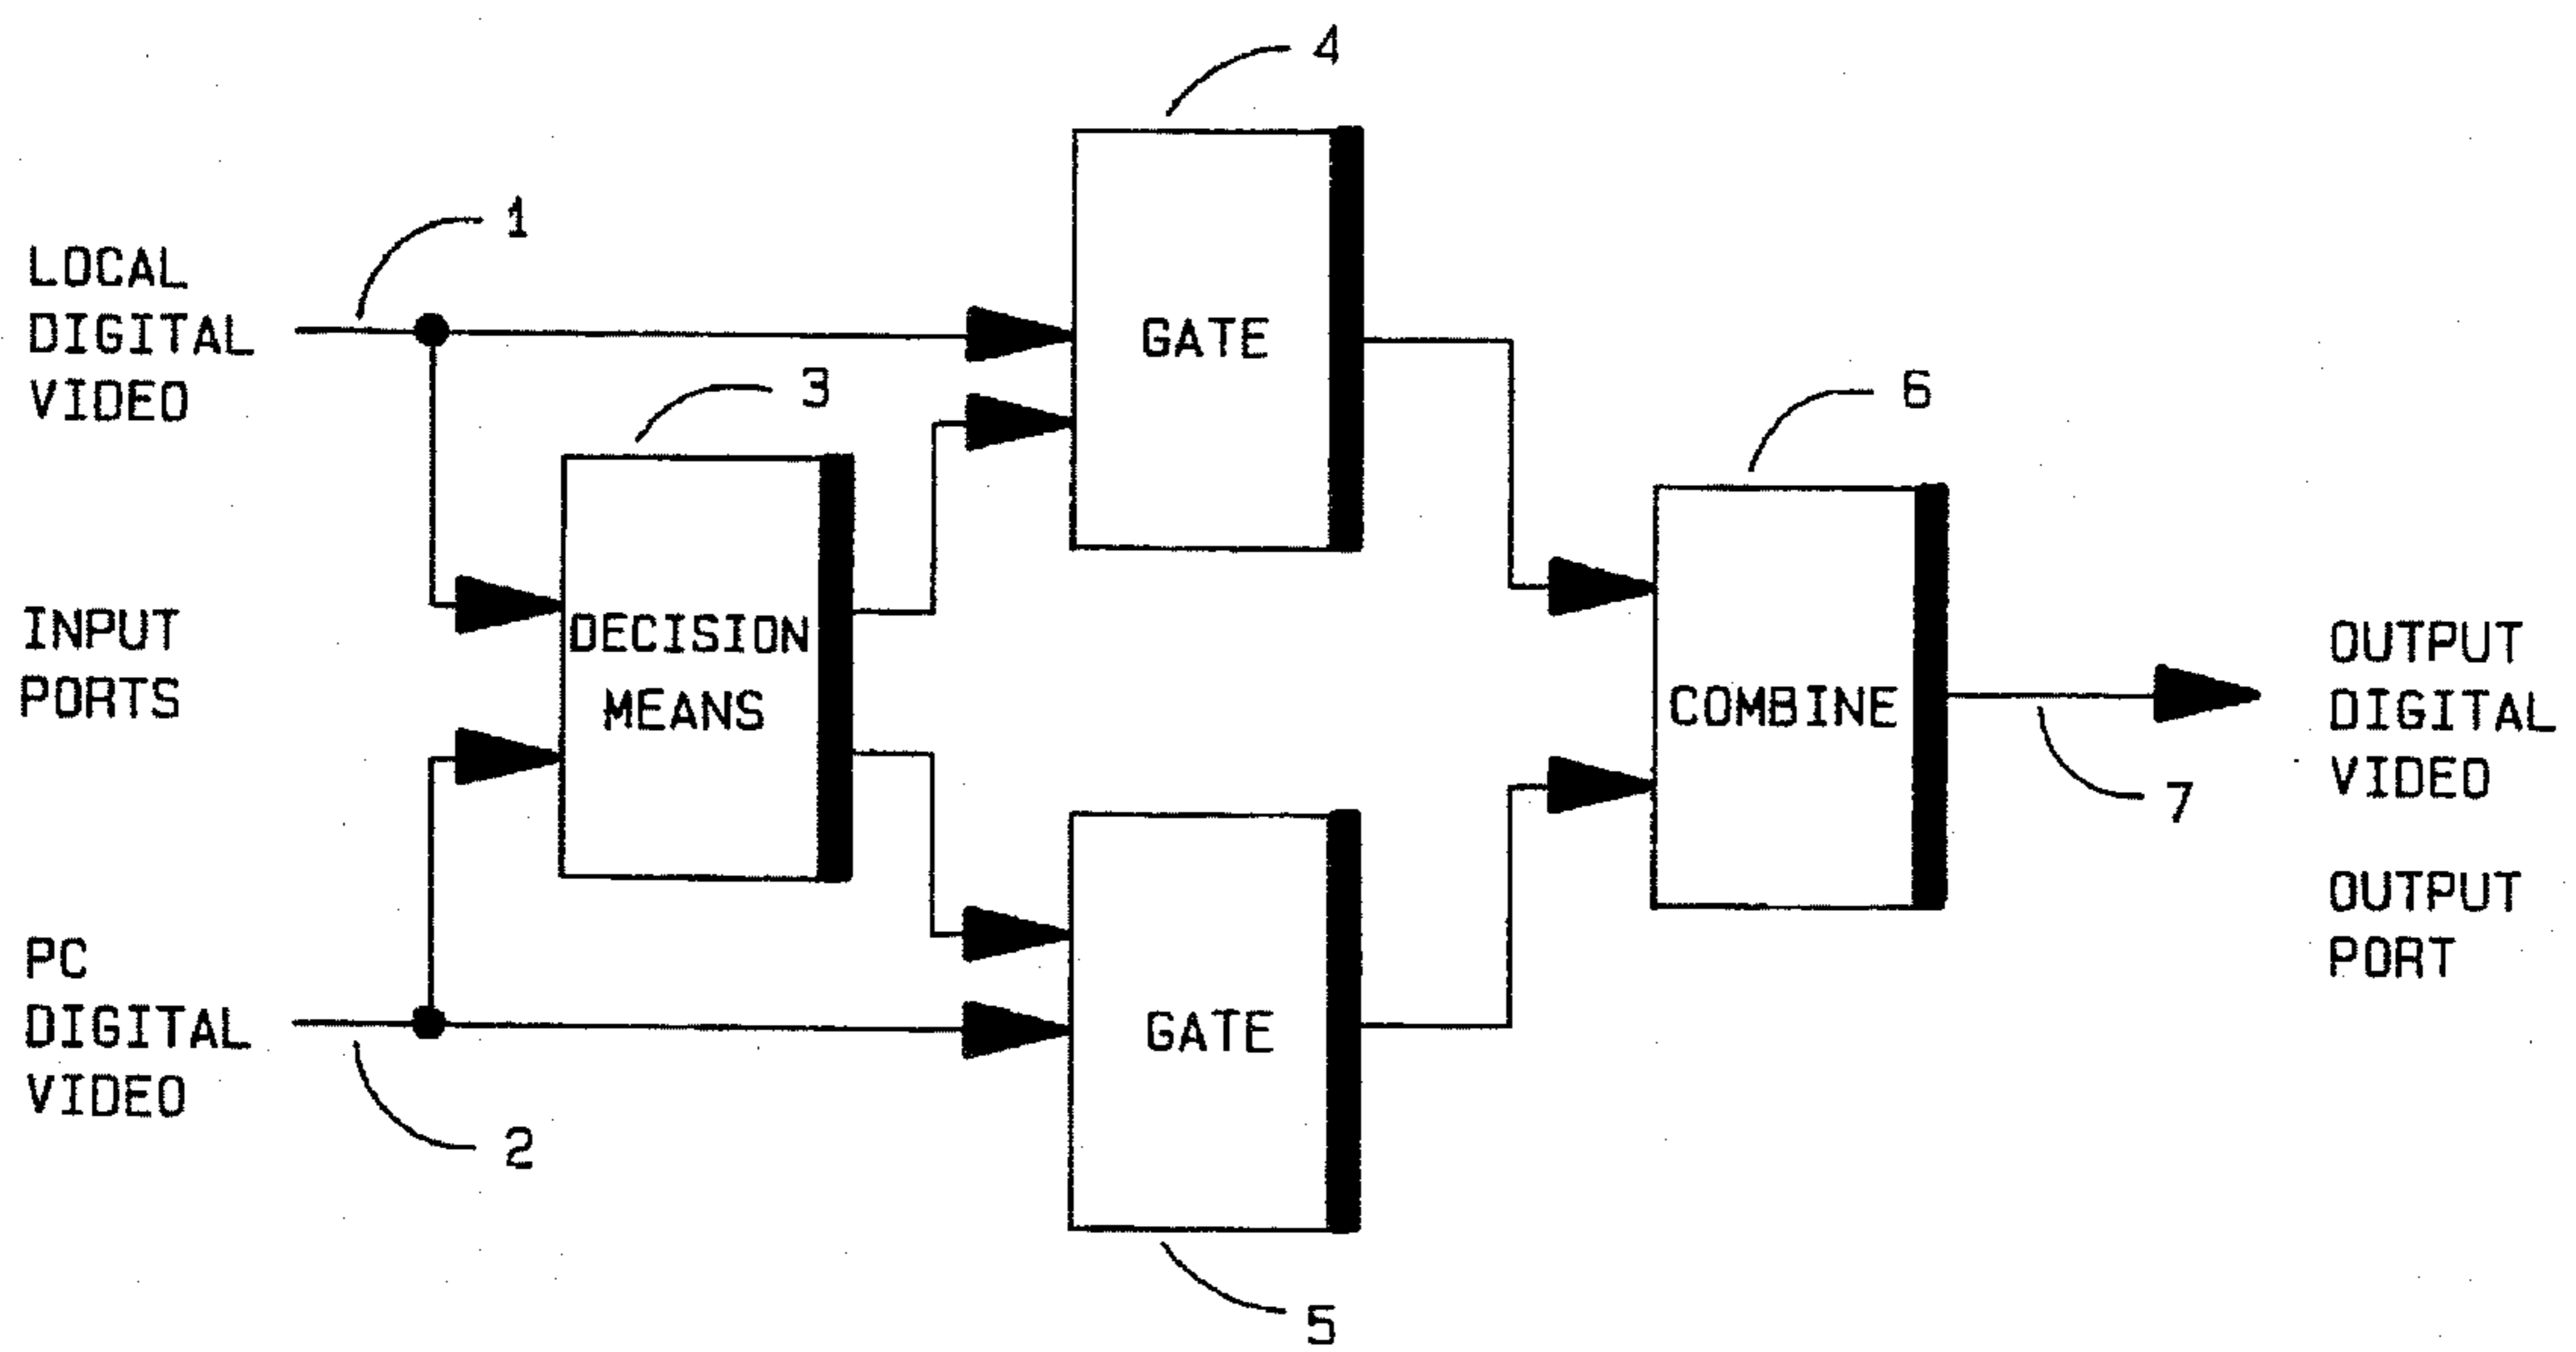 4
1
LOCAL
DIGITAL
VIDEO
GATE
3
6
INPUT
PORTS
DECISION
MEANS
COMBINE
OUTPUT
DIGITAL
VIDEO
7
OUTPUT
PORT
PC
DIGITAL
VIDEO
GATE
2
5